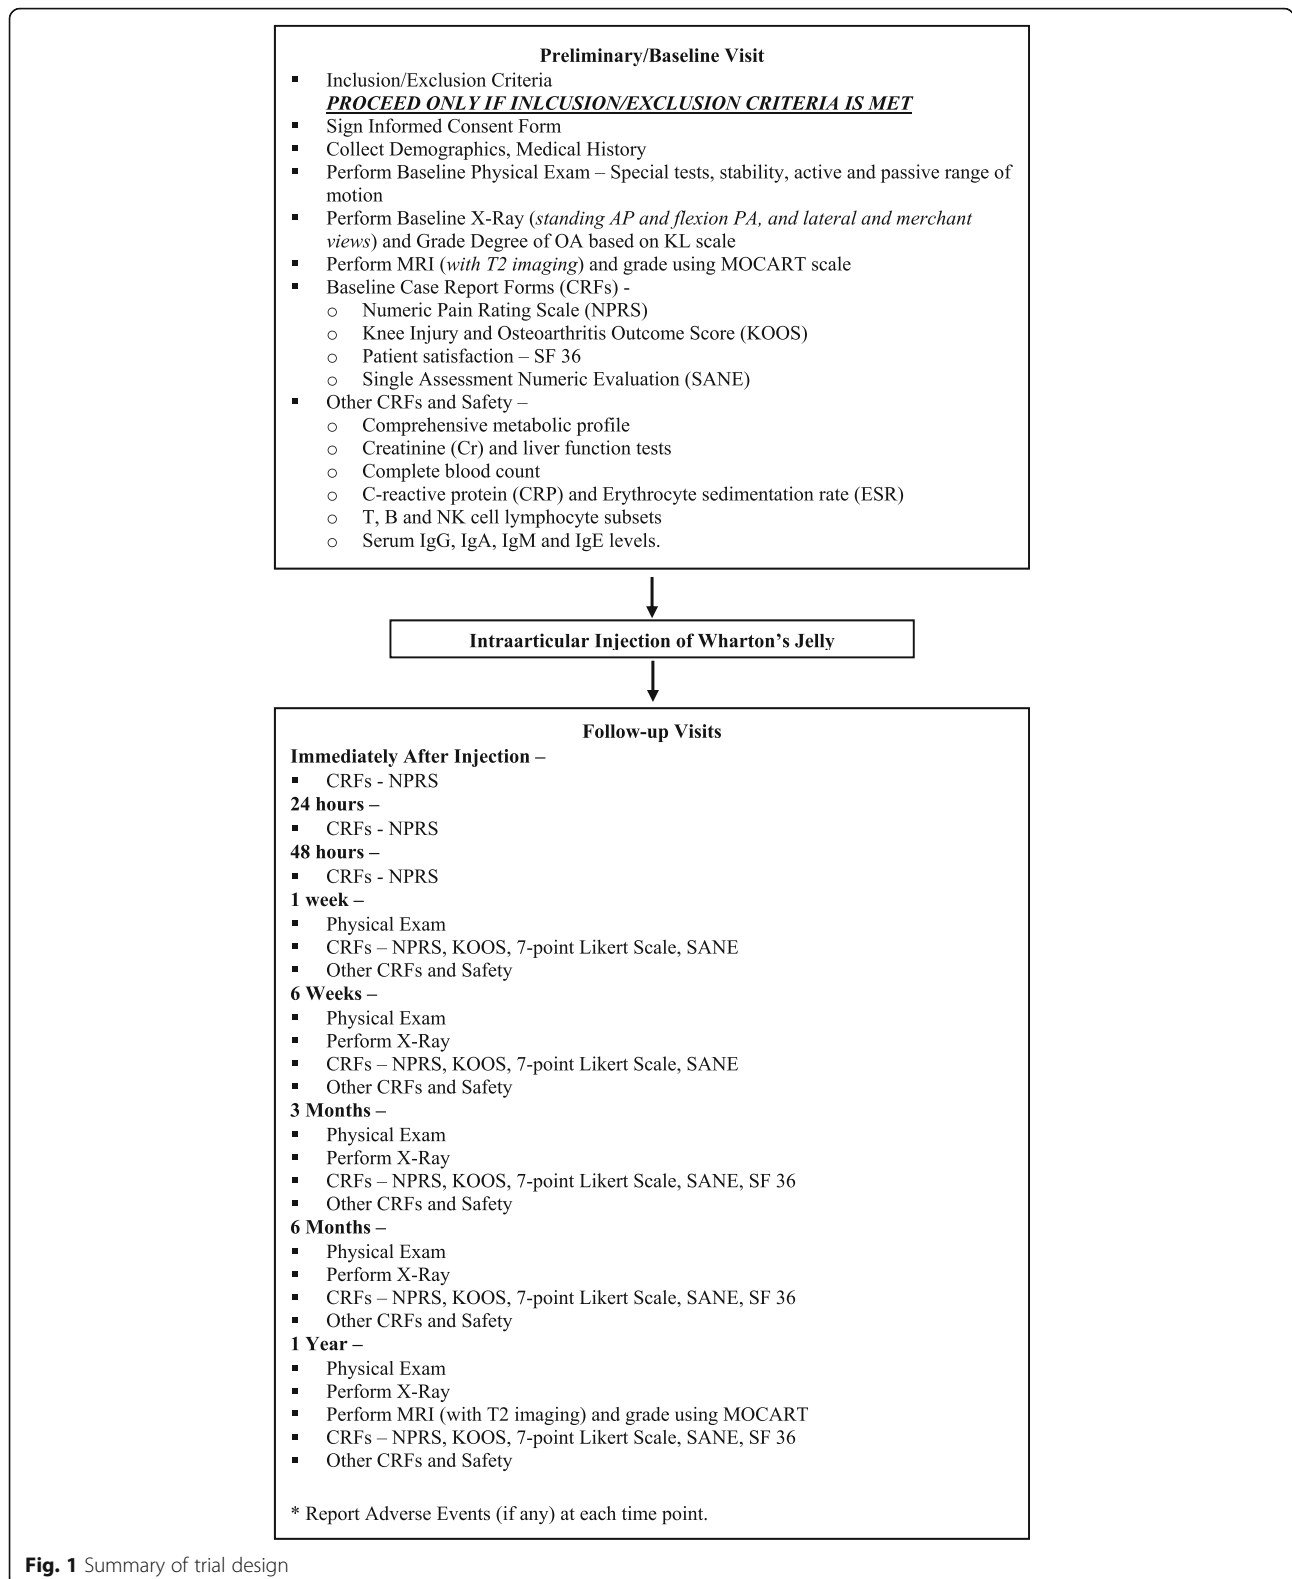 Preliminary/Baseline Visit
▪ Inclusion/Exclusion Criteria
PROCEED ONLY IF INLCUSION/EXCLUSION CRITERIA IS MET
▪ Sign Informed Consent Form
▪ Collect Demographics, Medical History
▪ Perform Baseline Physical Exam – Special tests, stability, active and passive range of
motion
▪ Perform Baseline X-Ray (standing AP and flexion PA, and lateral and merchant
views) and Grade Degree of OA based on KL scale
▪ Perform MRI (with T2 imaging) and grade using MOCART scale
▪ Baseline Case Report Forms (CRFs) -
o Numeric Pain Rating Scale (NPRS)
o Knee Injury and Osteoarthritis Outcome Score (KOOS)
o Patient satisfaction – SF 36
o Single Assessment Numeric Evaluation (SANE)
▪ Other CRFs and Safety –
o Comprehensive metabolic profile
o Creatinine (Cr) and liver function tests
o Complete blood count
o C-reactive protein (CRP) and Erythrocyte sedimentation rate (ESR)
o T, B and NK cell lymphocyte subsets
o Serum IgG, IgA, IgM and IgE levels.
Intraarticular Injection of Wharton's Jelly
Follow-up Visits
Immediately After Injection –
▪ CRFs - NPRS
24 hours –
▪ CRFs - NPRS
48 hours –
▪ CRFs - NPRS
1 week –
▪ Physical Exam
▪ CRFs – NPRS, KOOS, 7-point Likert Scale, SANE
▪ Other CRFs and Safety
6 Weeks –
▪ Physical Exam
▪ Perform X-Ray
▪ CRFs – NPRS, KOOS, 7-point Likert Scale, SANE
▪ Other CRFs and Safety
3 Months –
▪ Physical Exam
▪ Perform X-Ray
▪ CRFs – NPRS, KOOS, 7-point Likert Scale, SANE, SF 36
▪ Other CRFs and Safety
6 Months –
▪ Physical Exam
▪ Perform X-Ray
▪ CRFs – NPRS, KOOS, 7-point Likert Scale, SANE, SF 36
▪ Other CRFs and Safety
1 Year –
▪ Physical Exam
▪ Perform X-Ray
▪ Perform MRI (with T2 imaging) and grade using MOCART
▪ CRFs – NPRS, KOOS, 7-point Likert Scale, SANE, SF 36
▪ Other CRFs and Safety
* Report Adverse Events (if any) at each time point.
Fig. 1 Summary of trial design